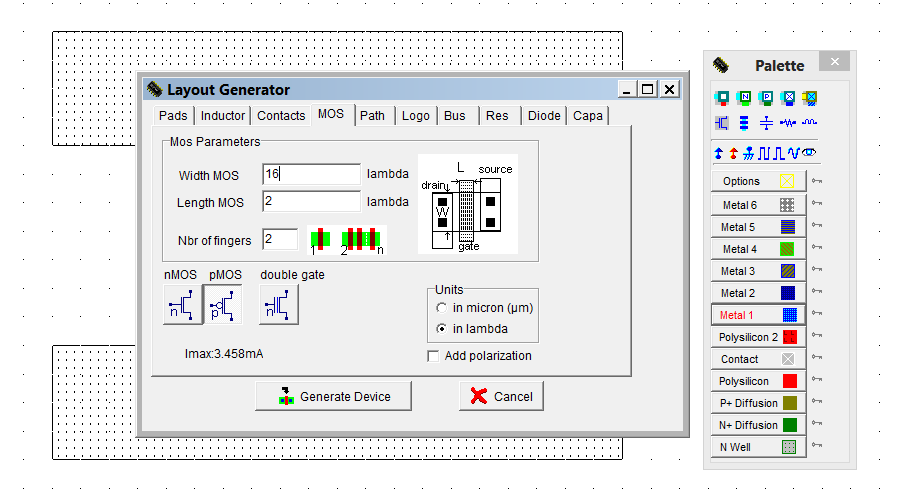 Layout Generator
Pads Inductor Contacts MOS Path Logo Bus Res Diode Capa
Mos Parameters
Width MOS 16 lambda
Length MOS 2 lambda
Nbr of fingers 2
1 2 n
L source
drain
W
gate
nMOS pMOS double gate
n p n
Units
in micron (µm)
in lambda
Imax:3.458mA
Add polarization
Generate Device Cancel
Palette
N P
Options
Metal 6
Metal 5
Metal 4
Metal 3
Metal 2
Metal 1
Polysilicon 2
Contact
Polysilicon
P+ Diffusion
N+ Diffusion
N Well